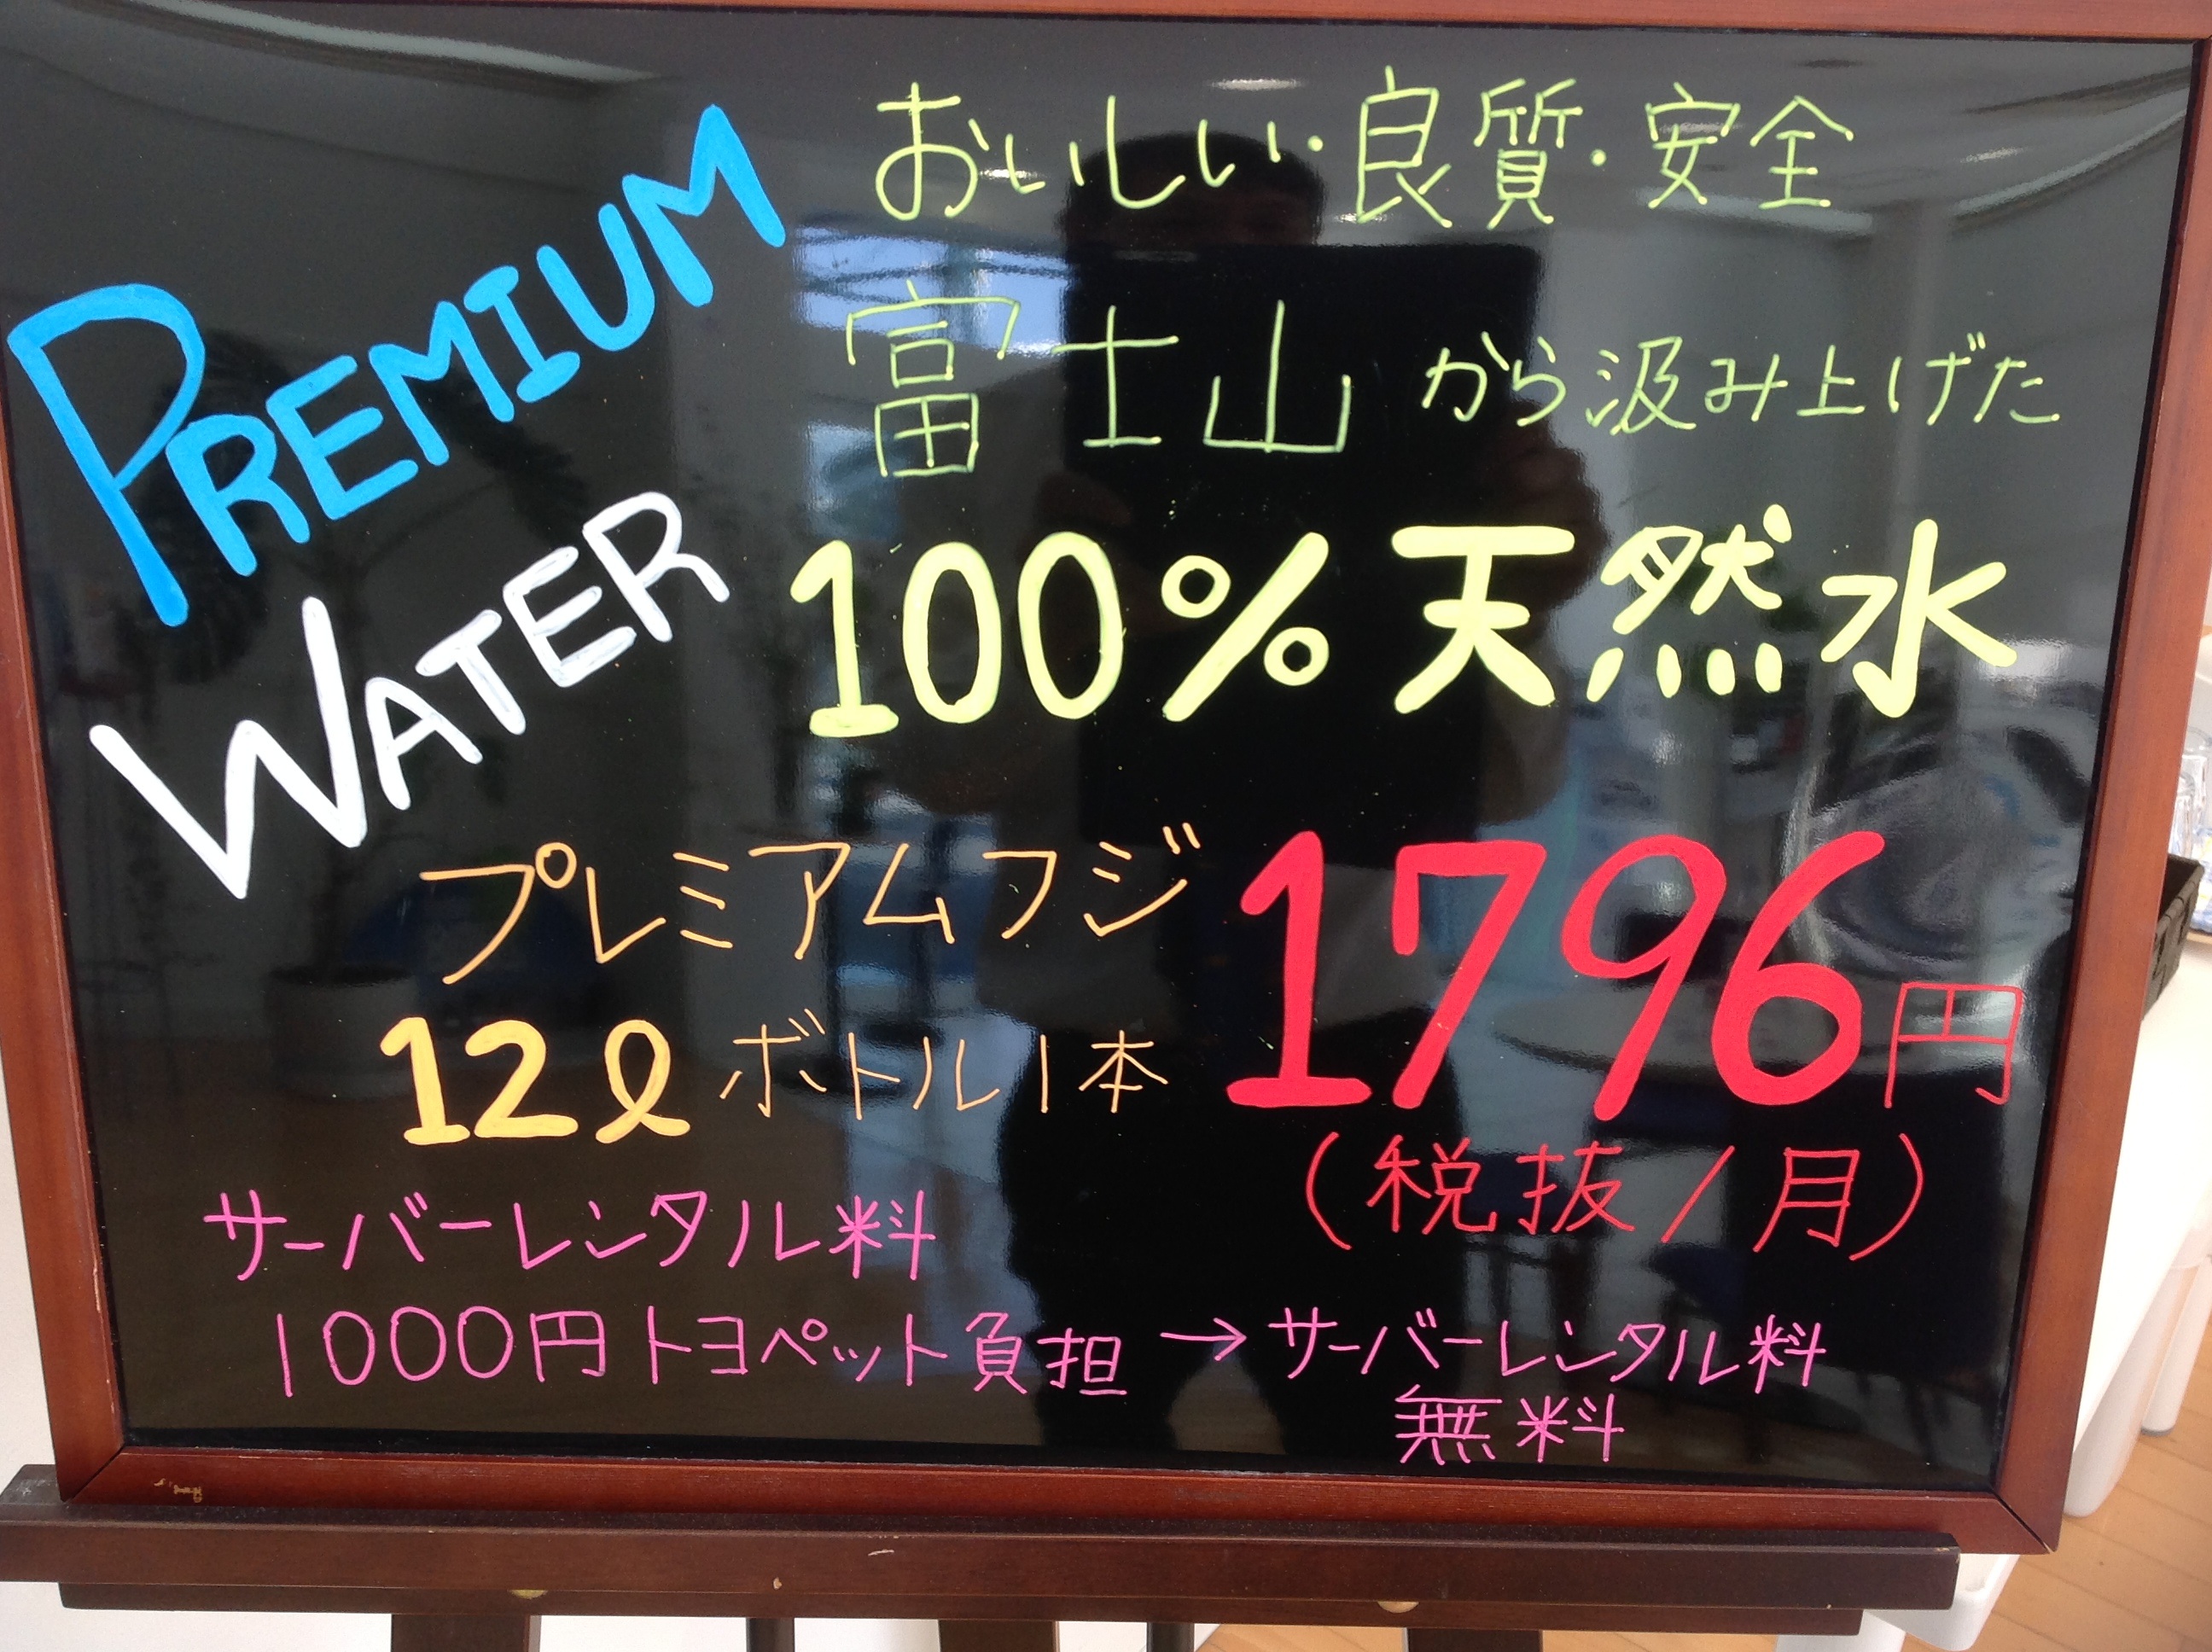 PREMIUM
WATER
おいしい・良質・安全
富士山から汲み上げた
100%天然水
プレミアムフジ
12ℓボトル1本
1796円
(税抜/月)
サーバーレンタル料
1000円トヨペット負担→サーバーレンタル料
無料